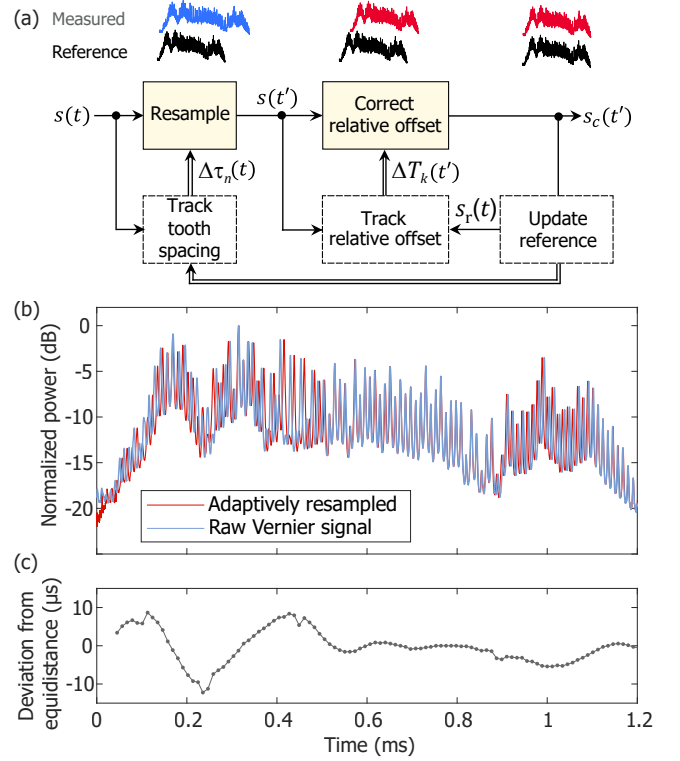 (a) Measured
Reference
s(t)
Resample
s(t′)
Correct
relative offset
s_c(t′)
Δτ_n(t)
ΔT_k(t′)
Track
tooth
spacing
Track
relative offset
s_r(t)
Update
reference
(b)
Normalized power (dB)
0
-5
-10
-15
-20
Adaptively resampled
Raw Vernier signal
(c)
Deviation from
equidistance (µs)
10
0
-10
0 0.2 0.4 0.6 0.8 1 1.2
Time (ms)